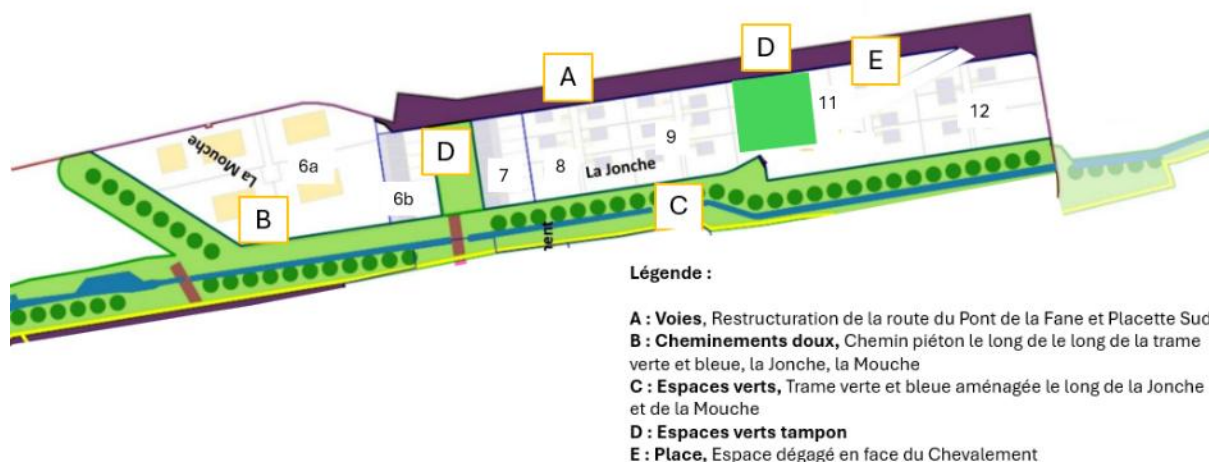 D
A
E
11
12
D
9
6a
La Mouche
7
8
La Jonche
6b
B
C
Légende :
A : Voies, Restructuration de la route du Pont de la Fane et Placette Sud
B : Cheminements doux, Chemin piéton le long de le long de la trame
verte et bleue, la Jonche, la Mouche
C : Espaces verts, Trame verte et bleue aménagée le long de la Jonche
et de la Mouche
D : Espaces verts tampon
E : Place, Espace dégagé en face du Chevalement